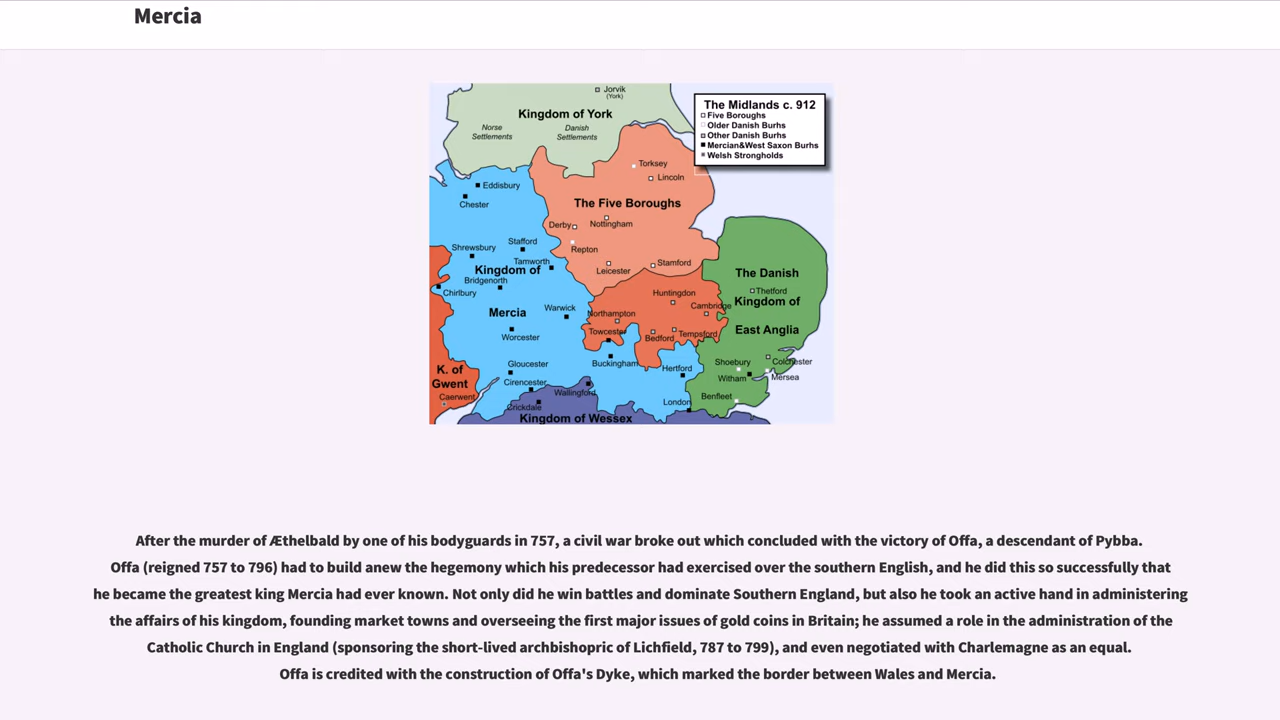 Mercia
Jorvik
(York)
Kingdom of York
Norse
Settlements
Danish
Settlements
The Midlands c. 912
Five Boroughs
Older Danish Burhs
Other Danish Burhs
Mercian&West Saxon Burhs
Welsh Strongholds
Torksey
Lincoln
Eddisbury
Chester
The Five Boroughs
Derby
Nottingham
Repton
Shrewsbury
Stafford
Tamworth
Kingdom of
Bridgenorth
Chirlbury
Leicester
Stamford
The Danish
Thetford
Kingdom of
East Anglia
Huntingdon
Cambridge
Northampton
Warwick
Mercia
Worcester
Towcester
Bedford
Tempsford
Buckingham
Hertford
Gloucester
Cirencester
Wallingford
Crickdale
Kingdom of Wessex
London
K. of
Gwent
Caerwent
Shoebury
Colchester
Witham
Mersea
Benfleet
After the murder of Æthelbald by one of his bodyguards in 757, a civil war broke out which concluded with the victory of Offa, a descendant of Pybba.
Offa (reigned 757 to 796) had to build anew the hegemony which his predecessor had exercised over the southern English, and he did this so successfully that
he became the greatest king Mercia had ever known. Not only did he win battles and dominate Southern England, but also he took an active hand in administering
the affairs of his kingdom, founding market towns and overseeing the first major issues of gold coins in Britain; he assumed a role in the administration of the
Catholic Church in England (sponsoring the short-lived archbishopric of Lichfield, 787 to 799), and even negotiated with Charlemagne as an equal.
Offa is credited with the construction of Offa's Dyke, which marked the border between Wales and Mercia.